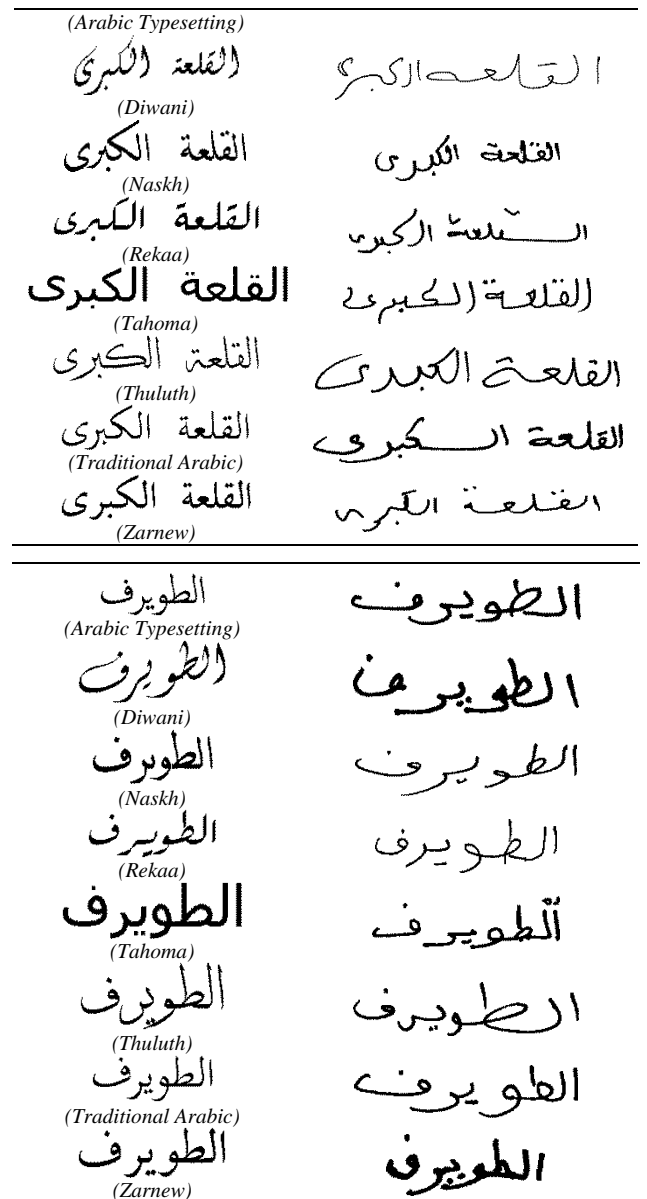 (Arabic Typesetting)
القلعة الكبرى القلعة الكبرى
(Diwani)
القلعة الكبرى القلعة الكبرى
(Naskh)
القلعة الكبرى القلعة الكبرى
(Rekaa)
القلعة الكبرى القلعة الكبرى
(Tahoma)
القلعة الكبرى القلعة الكبرى
(Thuluth)
القلعة الكبرى القلعة الكبرى
(Traditional Arabic)
القلعة الكبرى القلعة الكبرى
(Zarnew)
الطويرف الطويرف
(Arabic Typesetting)
الطويرف الطويرف
(Diwani)
الطويرف الطويرف
(Naskh)
الطويرف الطويرف
(Rekaa)
الطويرف الطويرف
(Tahoma)
الطويرف الطويرف
(Thuluth)
الطويرف الطويرف
(Traditional Arabic)
الطويرف الطويرف
(Zarnew)